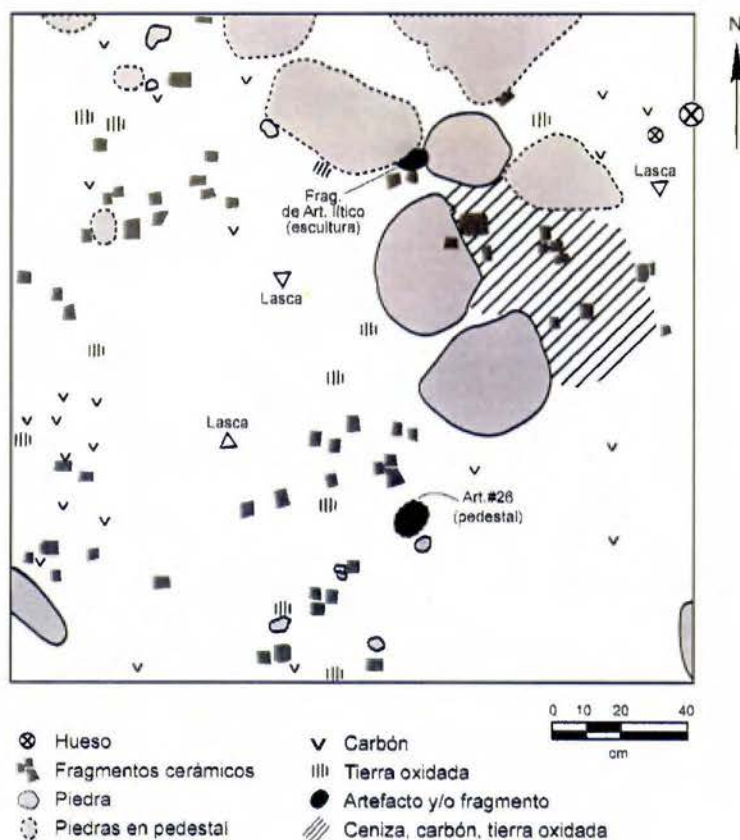 N
Lasca
Frag.
de Art. lítico
(escultura)
Lasca
Lasca
Art.#26
(pedestal)
0 10 20 40
cm
Hueso
Fragmentos cerámicos
Piedra
Piedras en pedestal
Carbón
Tierra oxidada
Artefacto y/o fragmento
Ceniza, carbón, tierra oxidada